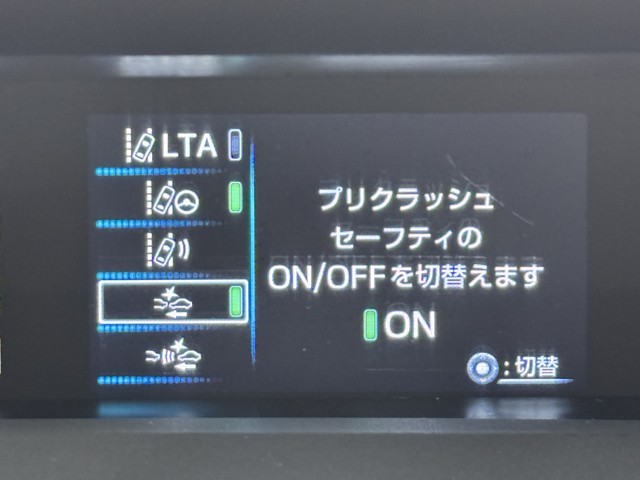 LTA
プリクラッシュ
セーフティの
ON/OFFを切替えます
ON
:切替